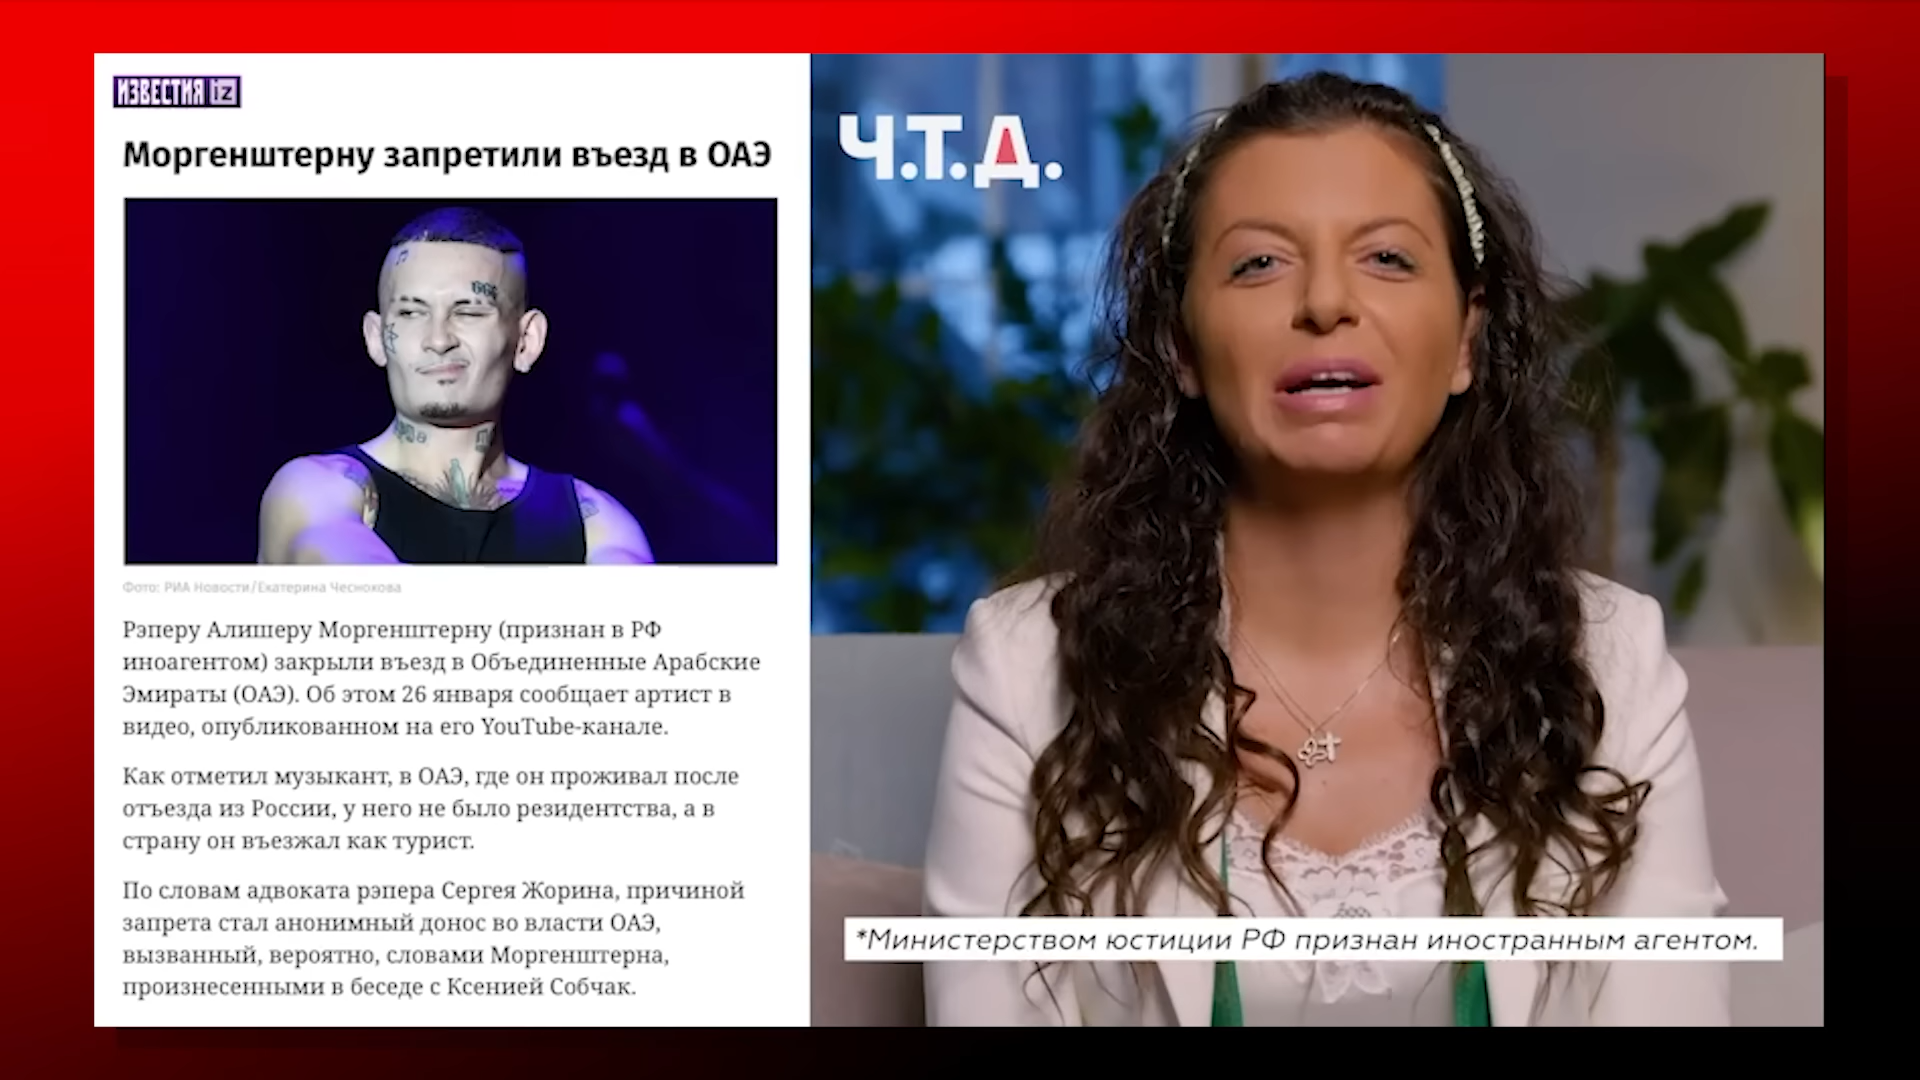 ИЗВЕСТИЯ iz
Моргенштерну запретили въезд в ОАЭ
666
Фото: РИА Новости/Екатерина Чеснокова
Рэперу Алишеру Моргенштерну (признан в РФ
иноагентом) закрыли въезд в Объединенные Арабские
Эмираты (ОАЭ). Об этом 26 января сообщает артист в
видео, опубликованном на его YouTube-канале.
Как отметил музыкант, в ОАЭ, где он проживал после
отъезда из России, у него не было резидентства, а в
страну он въезжал как турист.
По словам адвоката рэпера Сергея Жорина, причиной
запрета стал анонимный донос во власти ОАЭ,
вызванный, вероятно, словами Моргенштерна,
произнесенными в беседе с Ксенией Собчак.
Ч.Т.Д.
*Министерством юстиции РФ признан иностранным агентом.